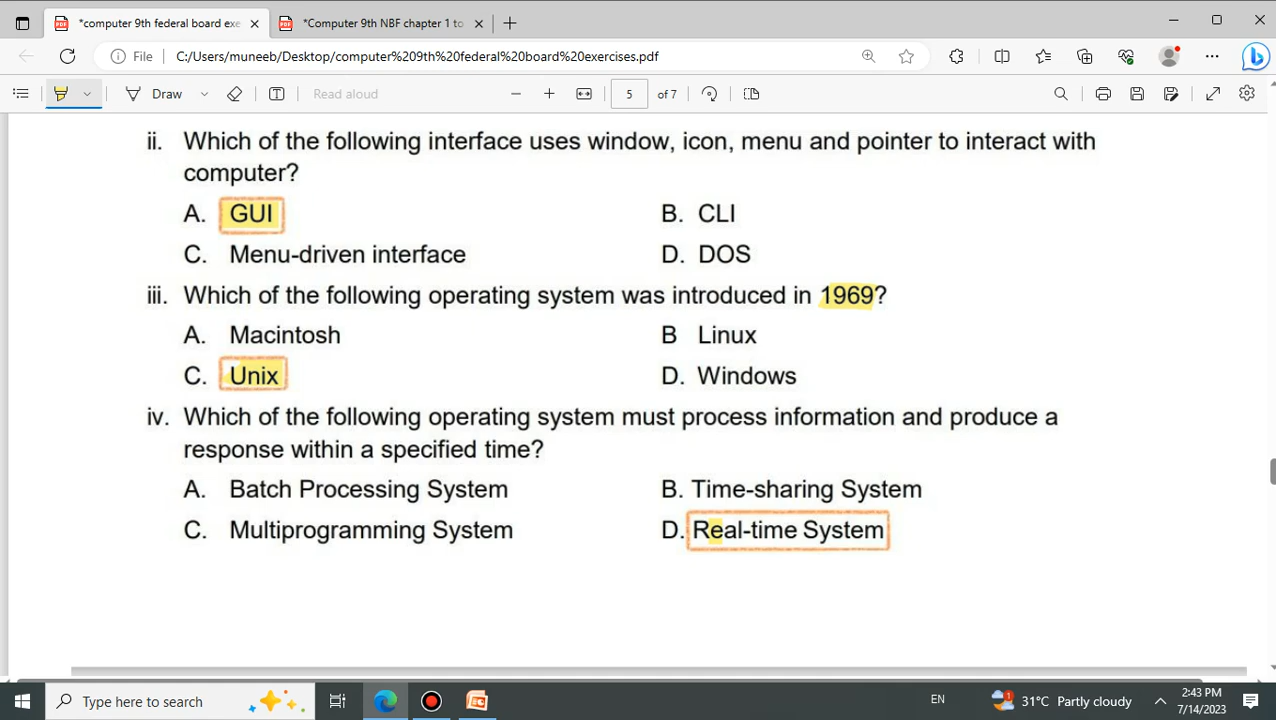 *computer 9th federal board exe
*Computer 9th NBF chapter 1 to
File C:/Users/muneeb/Desktop/computer%209th%20federal%20board%20exercises.pdf
Draw Read aloud 5 of 7
ii. Which of the following interface uses window, icon, menu and pointer to interact with
computer?
A. GUI B. CLI
C. Menu-driven interface D. DOS
iii. Which of the following operating system was introduced in 1969?
A. Macintosh B Linux
C. Unix D. Windows
iv. Which of the following operating system must process information and produce a
response within a specified time?
A. Batch Processing System B. Time-sharing System
C. Multiprogramming System D. Real-time System
Type here to search EN 1 31°C Partly cloudy 2:43 PM
7/14/2023